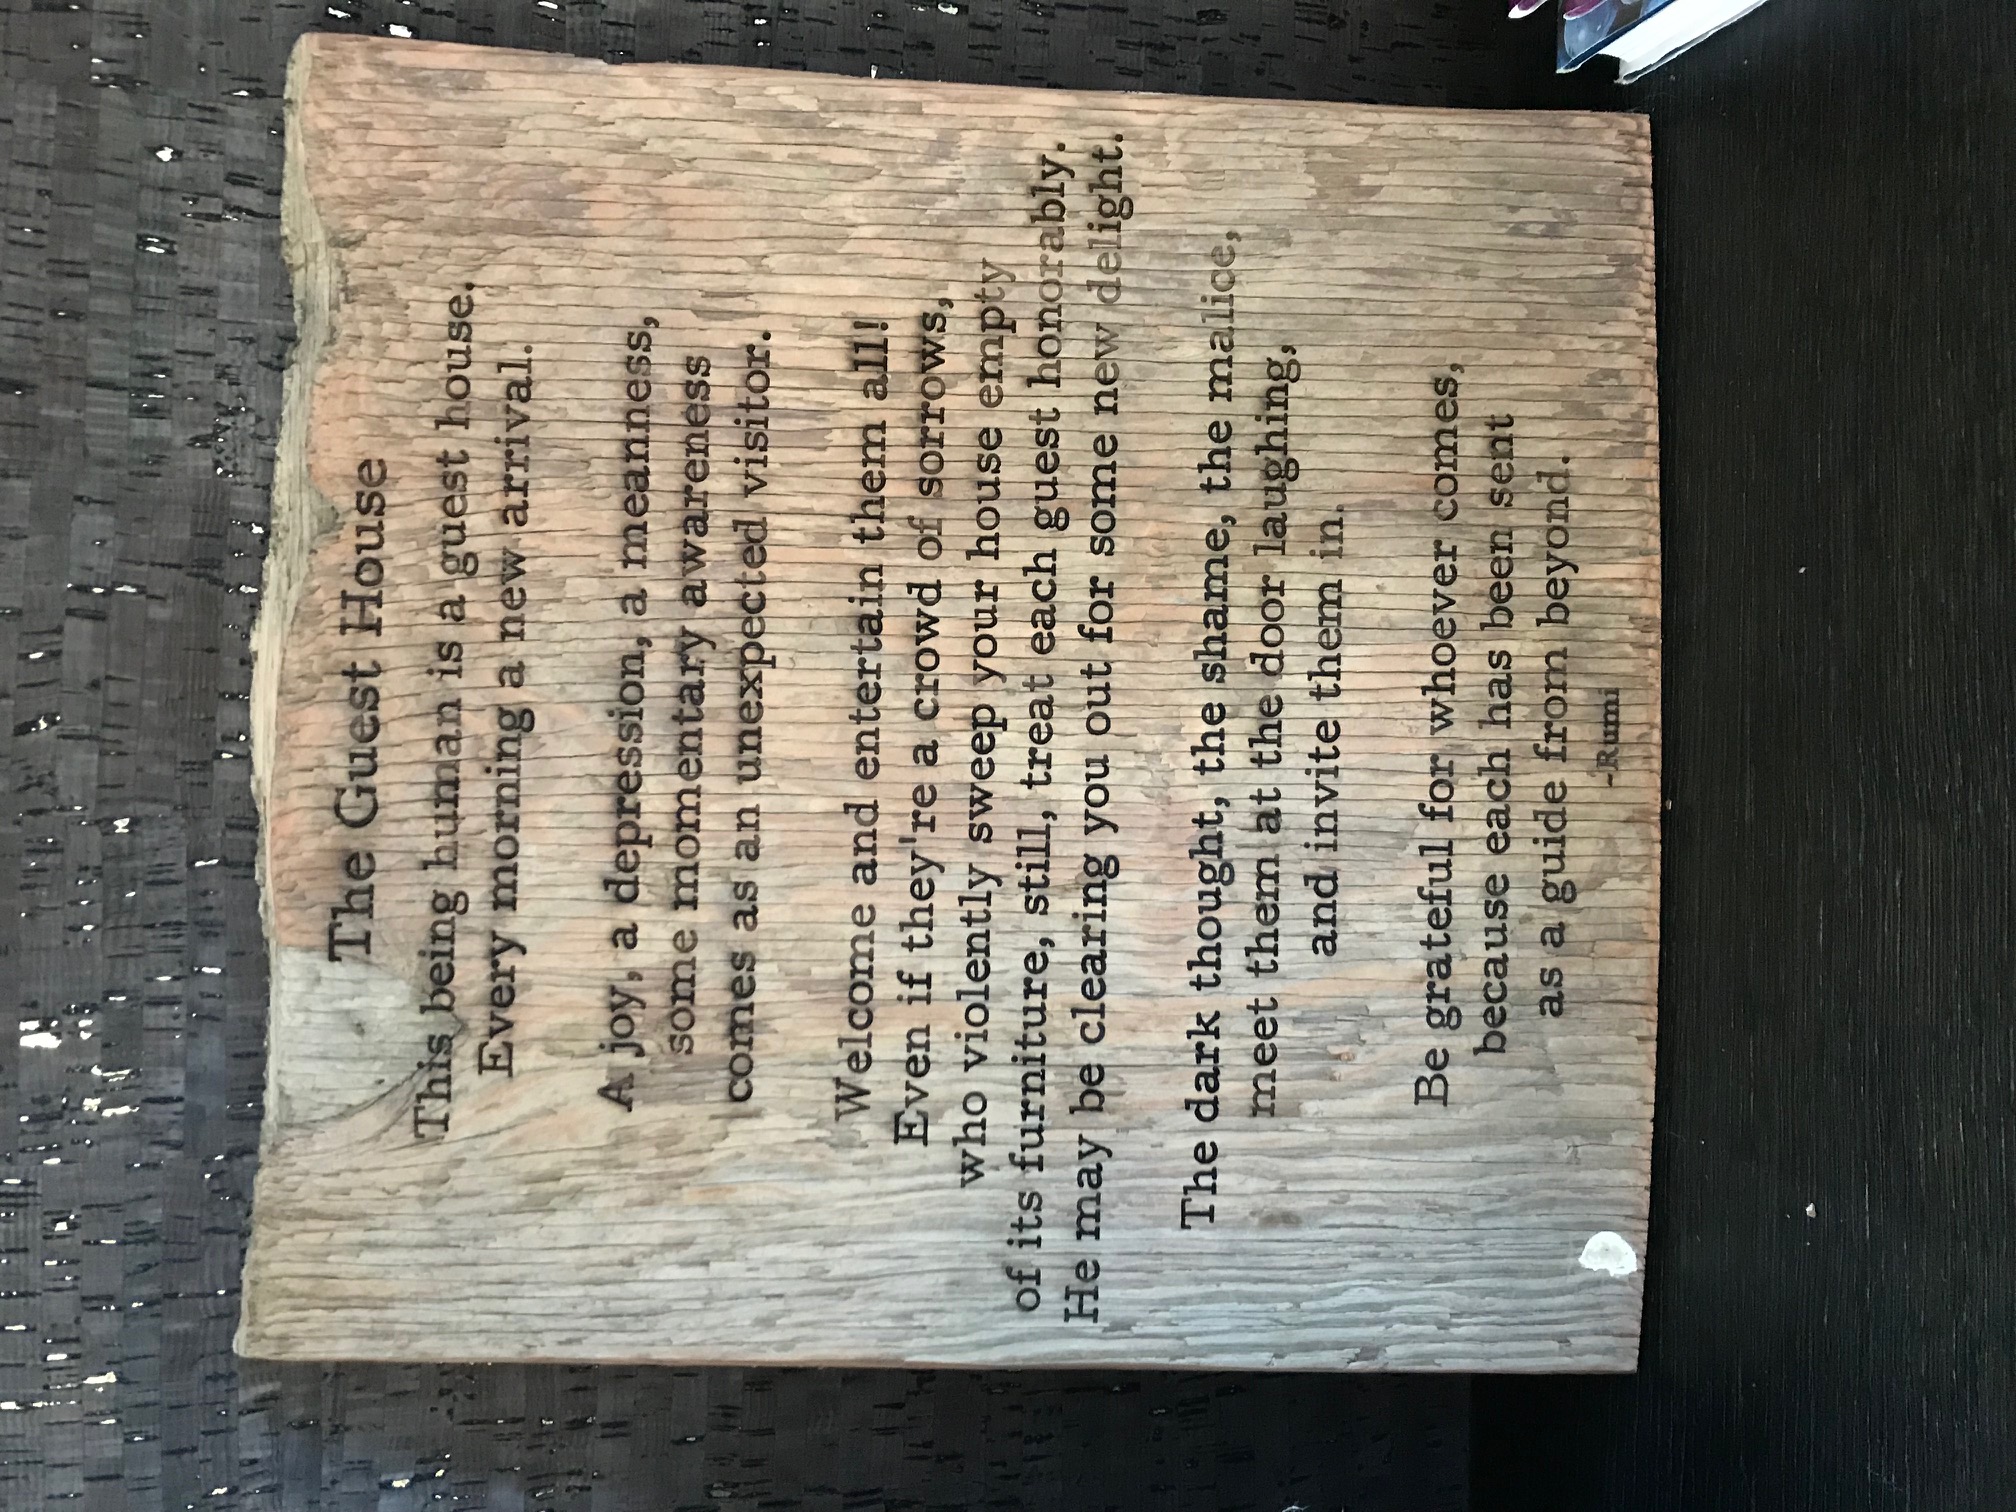 The Guest House
This being human is a guest house.
Every morning a new arrival.
A joy, a depression, a meanness,
some momentary awareness
comes as an unexpected visitor.
Welcome and entertain them all!
Even if they're a crowd of sorrows,
who violently sweep your house empty
of its furniture, still, treat each guest honorably.
He may be clearing you out for some new delight.
The dark thought, the shame, the malice,
meet them at the door laughing,
and invite them in.
Be grateful for whoever comes,
because each has been sent
as a guide from beyond.
-Rumi